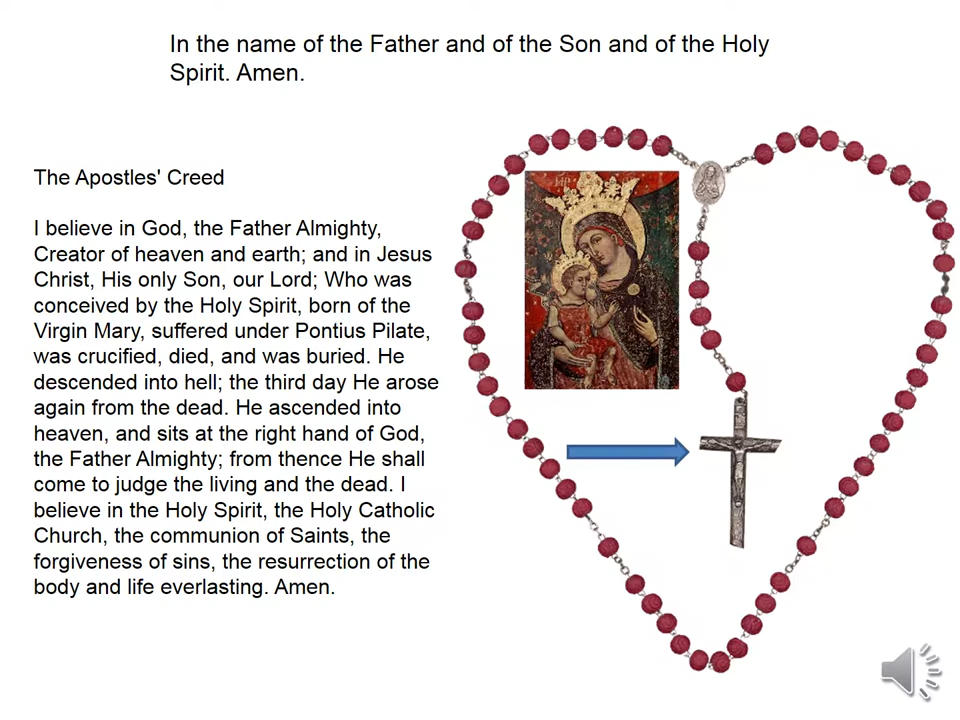 In the name of the Father and of the Son and of the Holy
Spirit. Amen.
The Apostles' Creed
I believe in God, the Father Almighty,
Creator of heaven and earth; and in Jesus
Christ, His only Son, our Lord; Who was
conceived by the Holy Spirit, born of the
Virgin Mary, suffered under Pontius Pilate,
was crucified, died, and was buried. He
descended into hell; the third day He arose
again from the dead. He ascended into
heaven, and sits at the right hand of God,
the Father Almighty; from thence He shall
come to judge the living and the dead. I
believe in the Holy Spirit, the Holy Catholic
Church, the communion of Saints, the
forgiveness of sins, the resurrection of the
body and life everlasting. Amen.